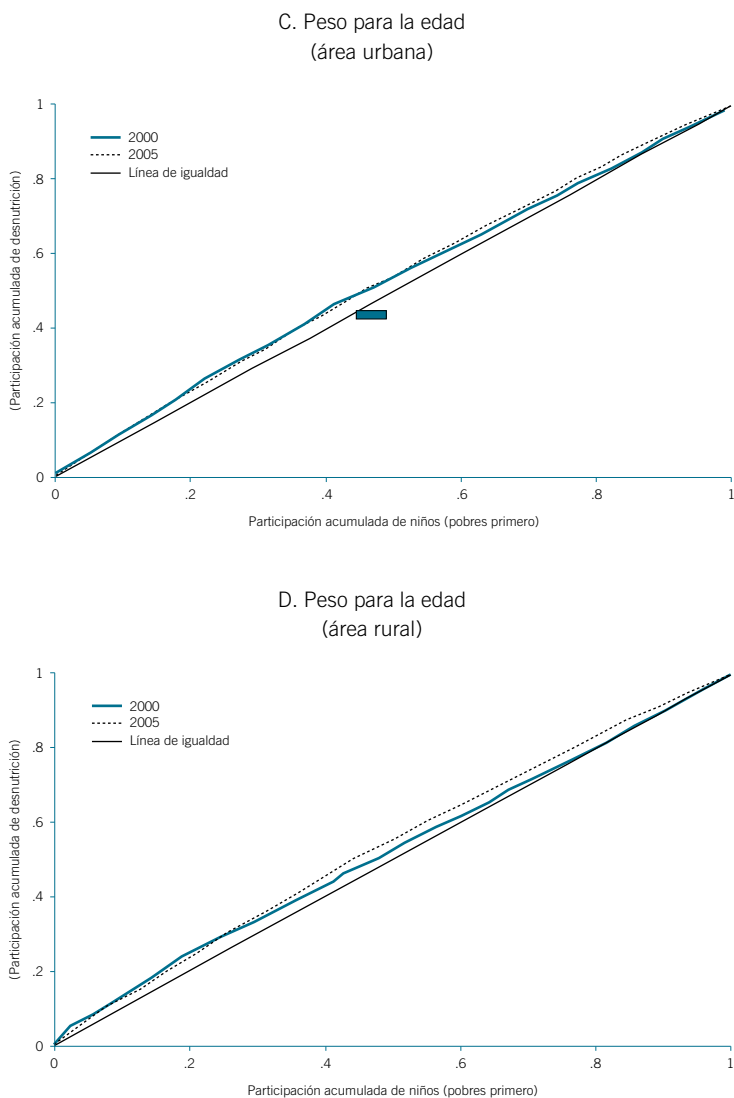 C. Peso para la edad
(área urbana)
1
.8
.6
.4
.2
0
(Participación acumulada de desnutrición)
2000
2005
Línea de igualdad
0 .2 .4 .6 .8 1
Participación acumulada de niños (pobres primero)
D. Peso para la edad
(área rural)
1
.8
.6
.4
.2
0
(Participación acumulada de desnutrición)
2000
2005
Línea de igualdad
0 .2 .4 .6 .8 1
Participación acumulada de niños (pobres primero)